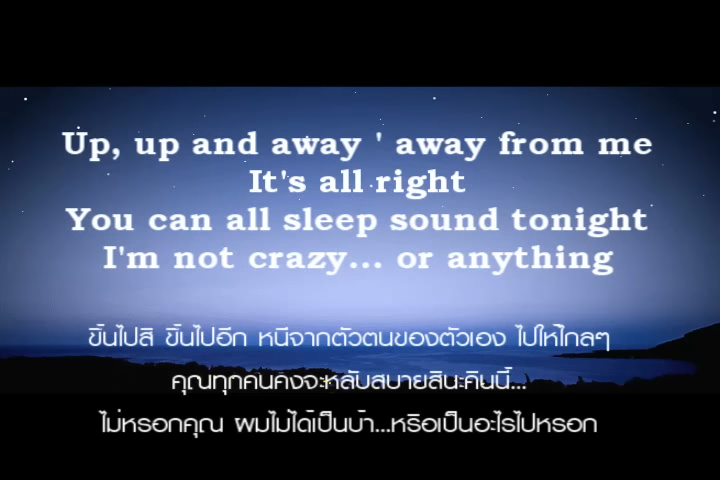 Up, up and away ' away from me
It's all right
You can all sleep sound tonight
I'm not crazy... or anything
ขึ้นไปสิ ขึ้นไปอีก หนีจากตัวตนของตัวเอง ไปให้ไกลๆ
คุณทุกคนคงจะหลับสบายสินะคืนนี้...
ไม่หรอกคุณ ผมไม่ได้เป็นบ้า...หรือเป็นอะไรไปหรอก